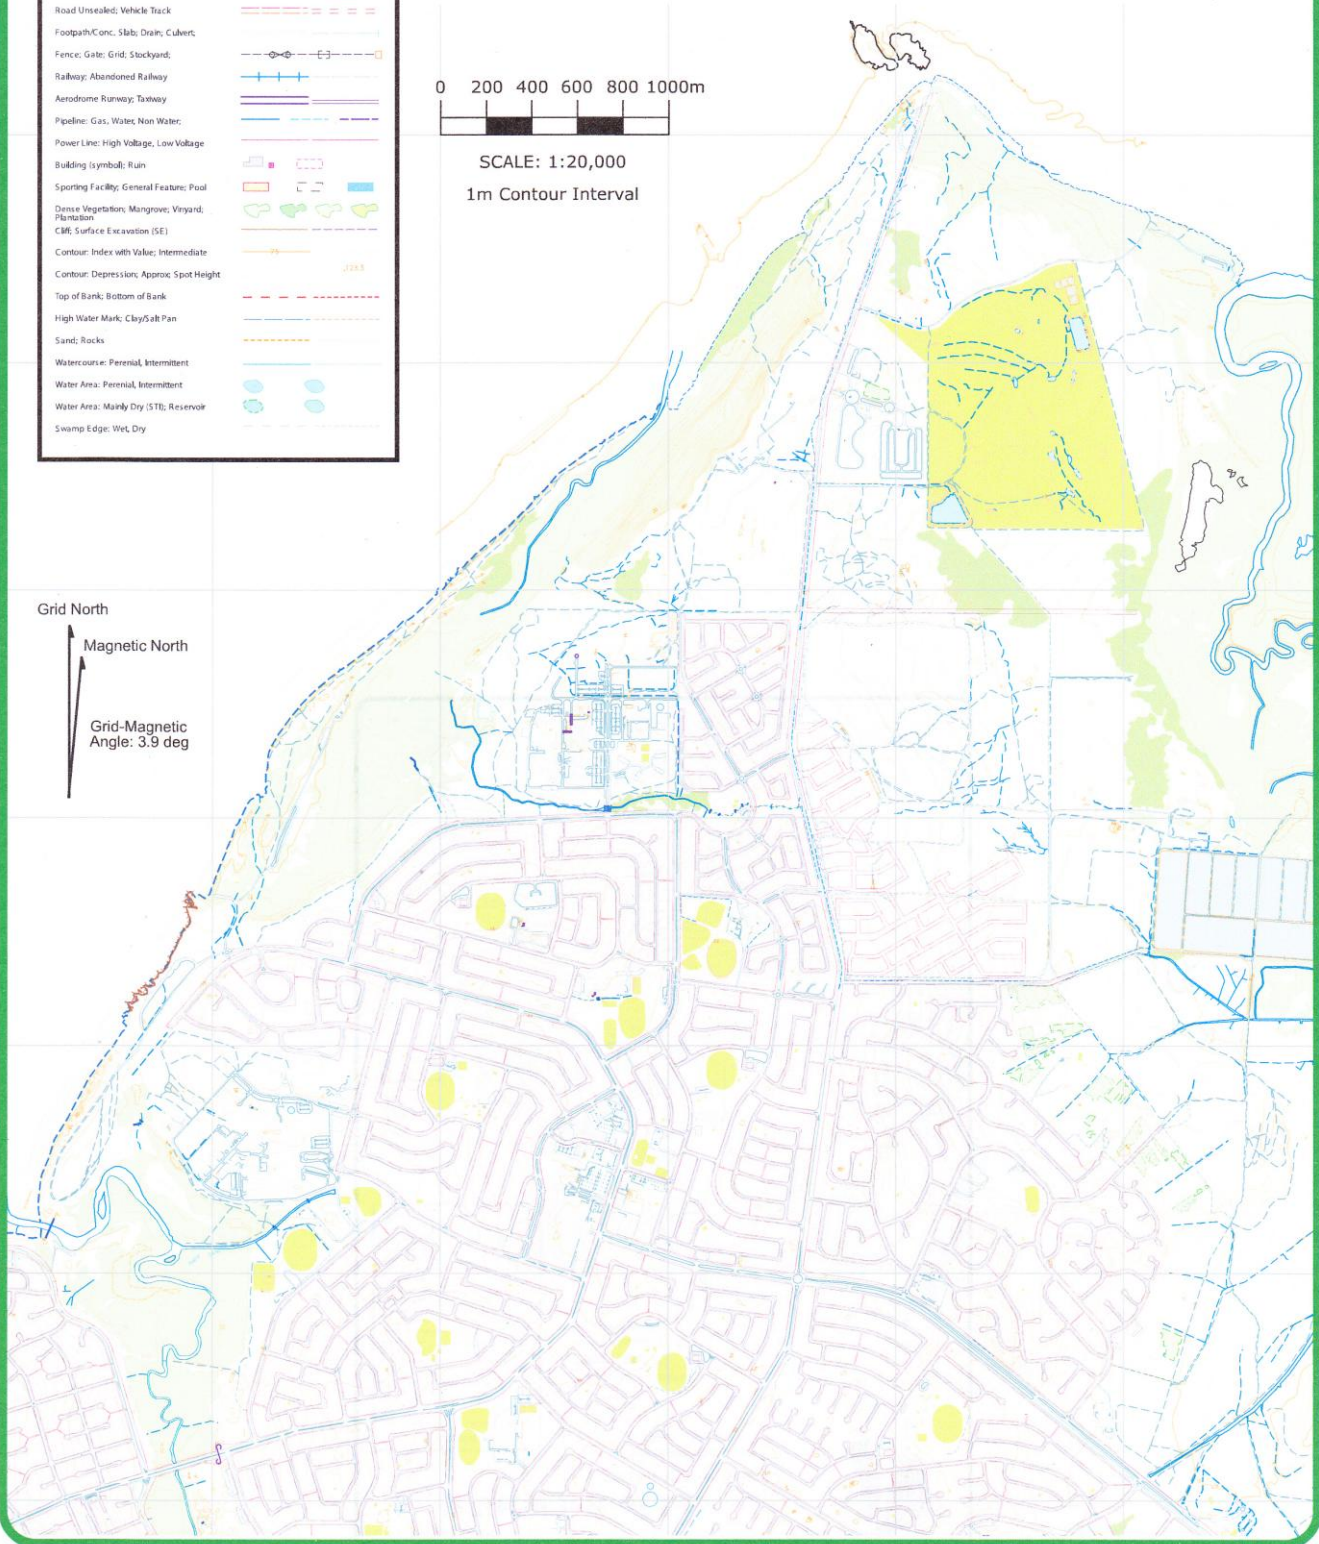 Road Unsealed; Vehicle Track
Footpath/Conc. Slab; Drain; Culvert;
Fence; Gate; Grid; Stockyard;
Railway; Abandoned Railway
Aerodrome Runway; Taxiway
Pipeline: Gas, Water, Non Water;
Power Line: High Voltage, Low Voltage
Building (symbol); Ruin
Sporting Facility; General Feature; Pool
Dense Vegetation; Mangrove; Vinyard;
Plantation
Cliff; Surface Excavation (SE)
Contour: Index with Value; Intermediate
Contour: Depression; Approx; Spot Height
Top of Bank; Bottom of Bank
High Water Mark; Clay/Salt Pan
Sand; Rocks
Watercourse: Perenial, Intermittent
Water Area: Perenial, Intermittent
Water Area: Mainly Dry (STI); Reservoir
Swamp Edge: Wet, Dry
0 200 400 600 800 1000m
SCALE: 1:20,000
1m Contour Interval
Grid North
Magnetic North
Grid-Magnetic
Angle: 3.9 deg